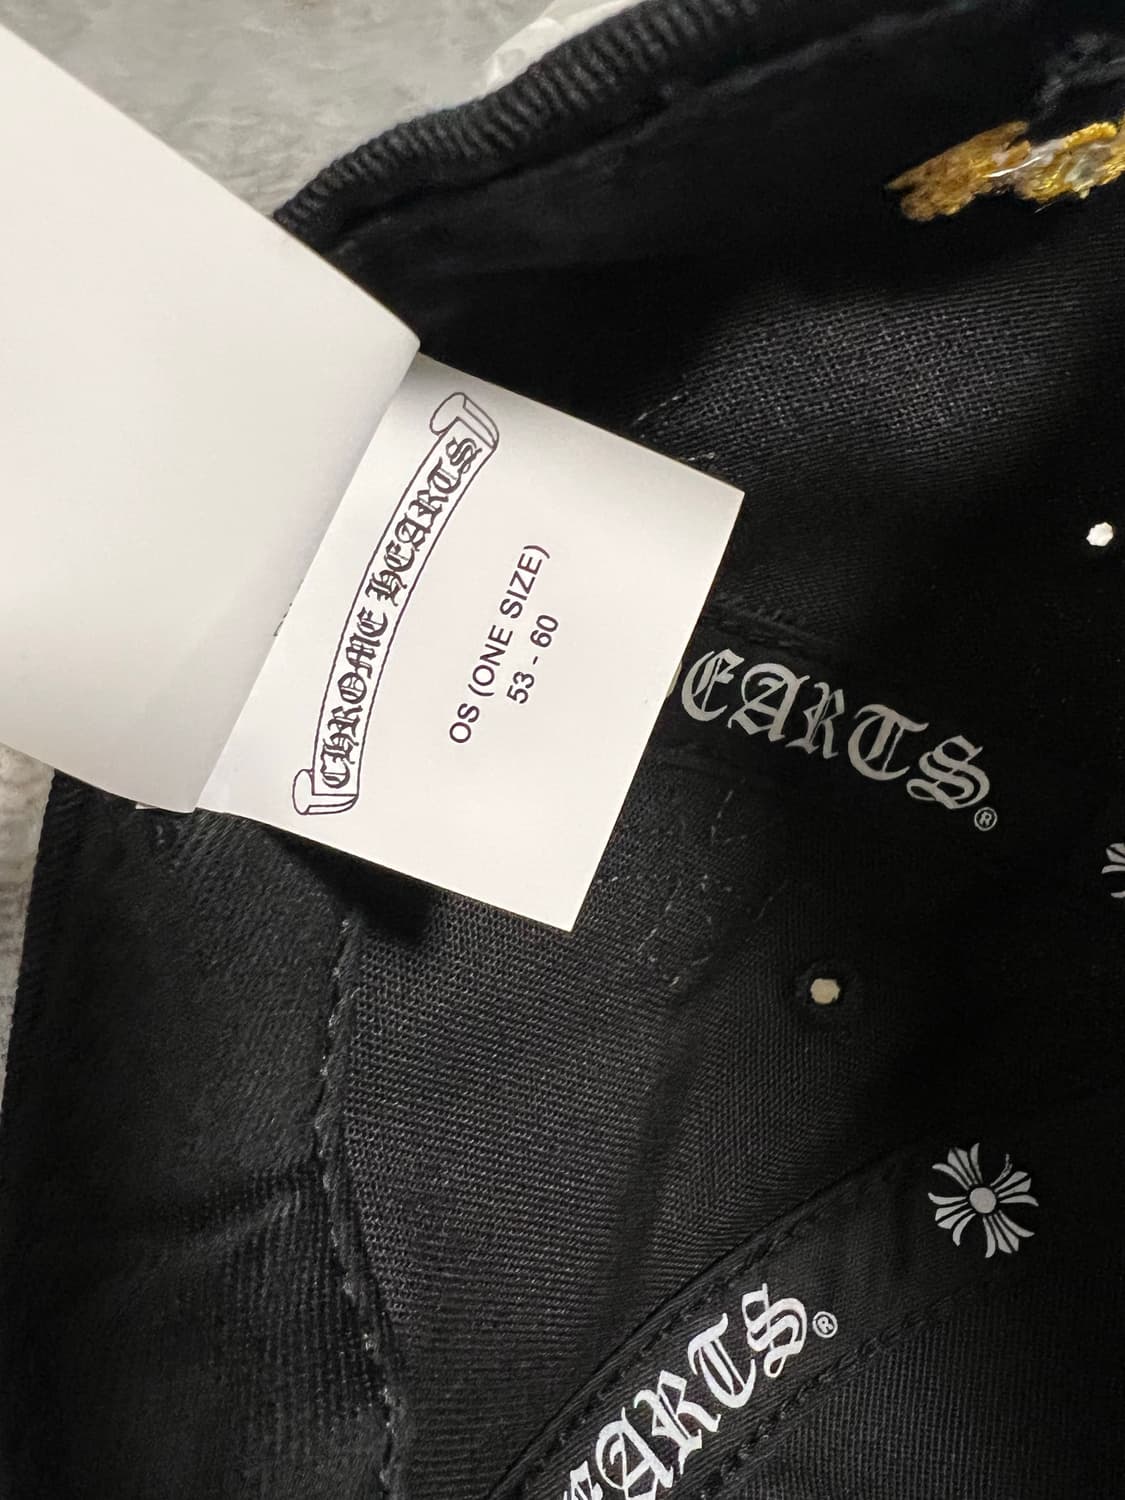 CHROME HEARTS
OS (ONE SIZE)
53 - 60
EARTS®
EARTS®